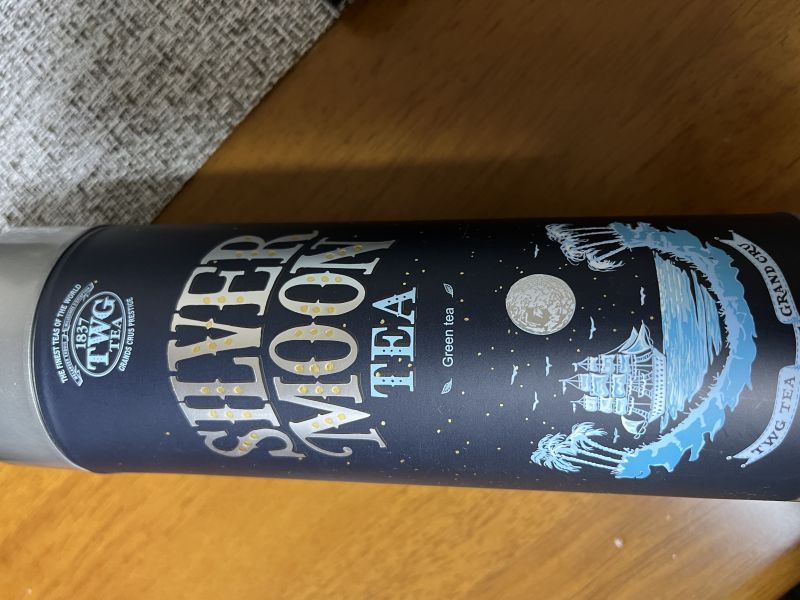 THE FINEST TEAS OF THE WORLD
1837
TWG
TEA
GRANDS CRUS PRESTIGE
SILVER
MOON
TEA
Green tea
TWG TEA GRAND CRU